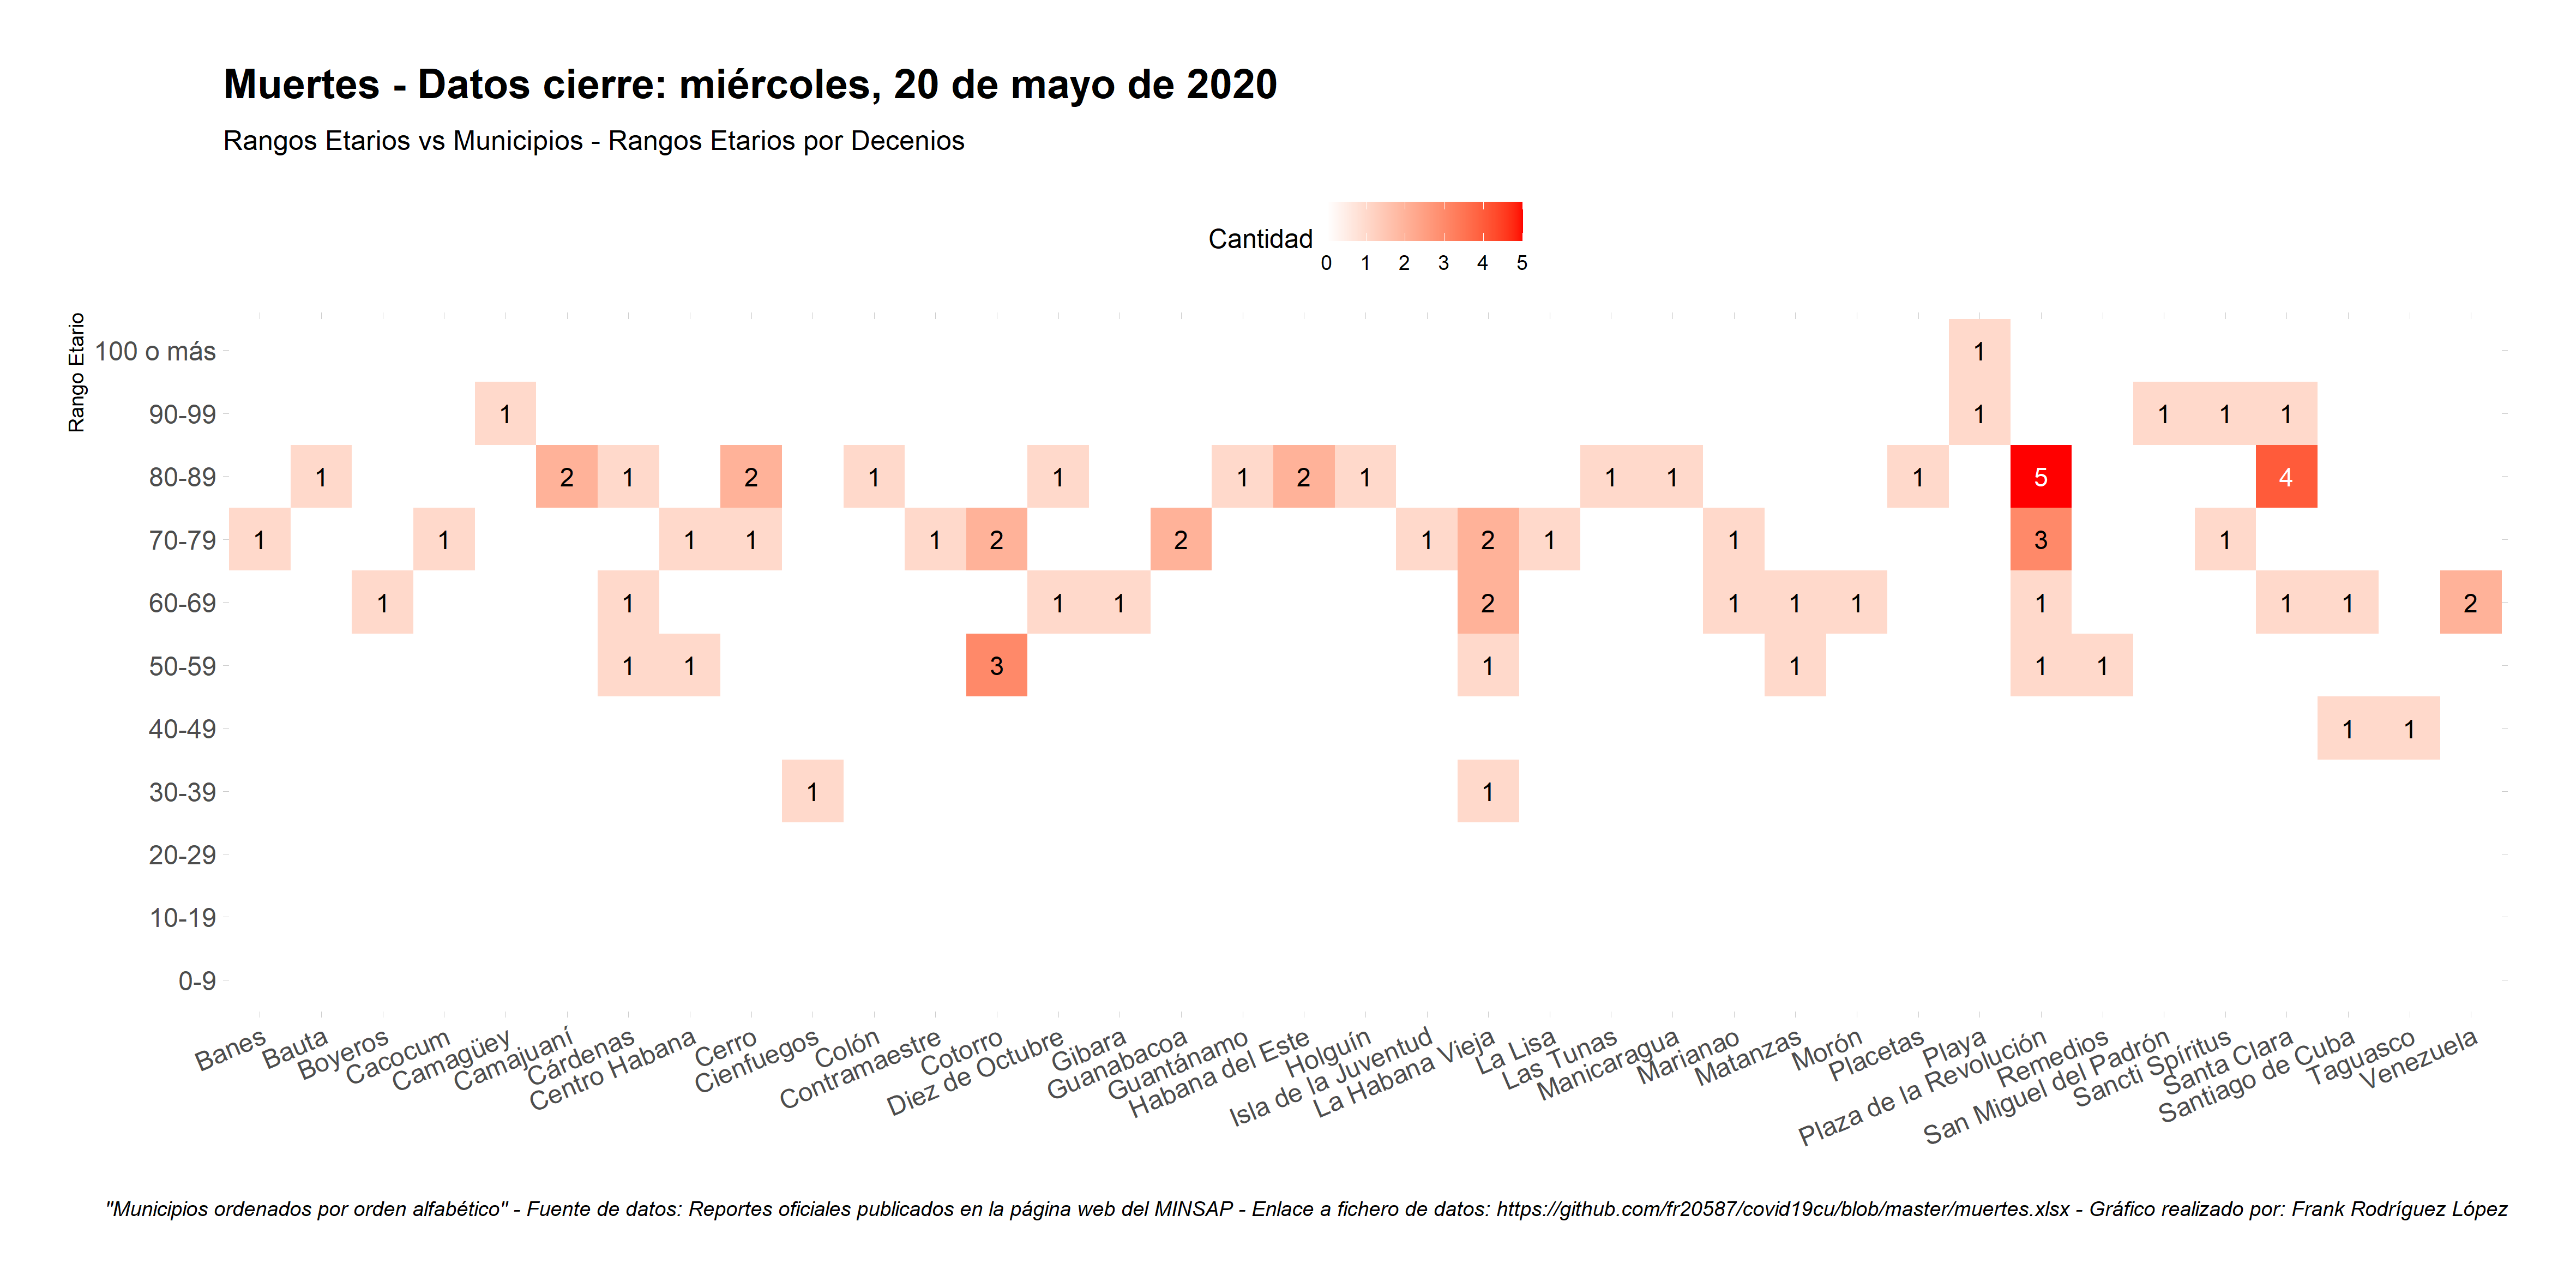 Muertes - Datos cierre: miércoles, 20 de mayo de 2020
Rangos Etarios vs Municipios - Rangos Etarios por Decenios
Cantidad
0 1 2 3 4 5
Rango Etario
100 o más 1
90-99 1 1 1 1 1
80-89 1 2 1 2 1 1 1 2 1 1 1 1 5 4
70-79 1 1 1 1 1 2 2 1 2 1 1 3 1
60-69 1 1 1 1 2 1 1 1 1 1 1 2
50-59 1 1 3 1 1 1 1
40-49 1 1
30-39 1 1
20-29
10-19
0-9
Banes
Bauta
Boyeros
Cacocum
Camagüey
Camajuaní
Cárdenas
Centro Habana
Cerro
Cienfuegos
Colón
Contramaestre
Cotorro
Diez de Octubre
Gibara
Guanabacoa
Guantánamo
Habana del Este
Holguín
Isla de la Juventud
La Habana Vieja
La Lisa
Las Tunas
Manicaragua
Marianao
Matanzas
Morón
Placetas
Playa
Plaza de la Revolución
Remedios
San Miguel del Padrón
Sancti Spíritus
Santa Clara
Santiago de Cuba
Taguasco
Venezuela
"Municipios ordenados por orden alfabético" - Fuente de datos: Reportes oficiales publicados en la página web del MINSAP - Enlace a fichero de datos: https://github.com/fr20587/covid19cu/blob/master/muertes.xlsx - Gráfico realizado por: Frank Rodríguez López